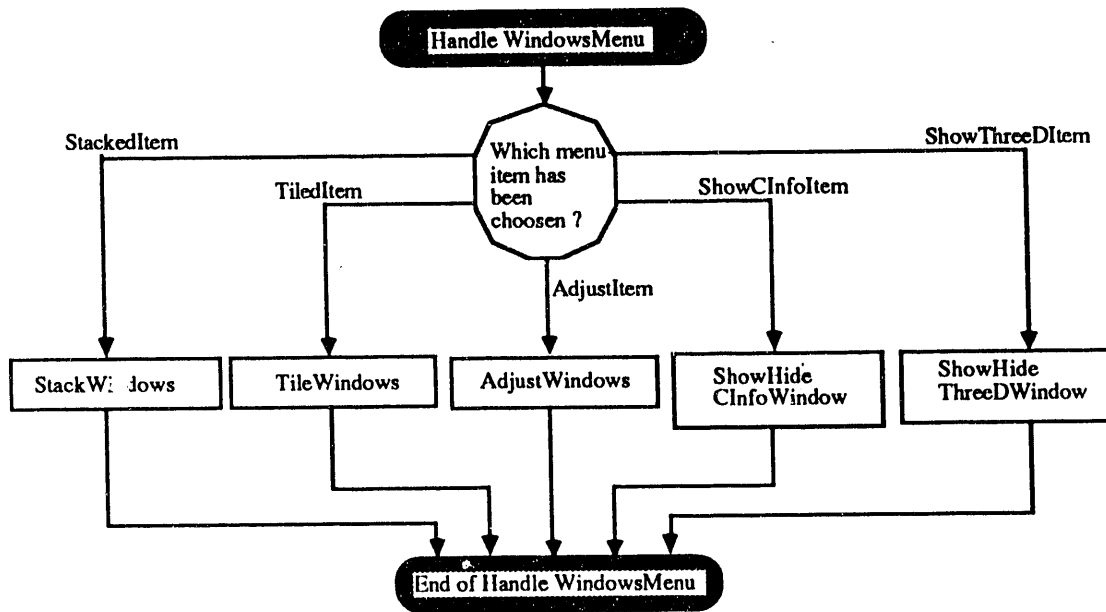 Handle WindowsMenu
StackedItem
ShowThreeDItem
Which menu
item has
been
choosen ?
TiledItem
ShowCInfoItem
AdjustItem
StackWindows
TileWindows
AdjustWindows
ShowHide
CInfoWindow
ShowHide
ThreeDWindow
End of Handle WindowsMenu